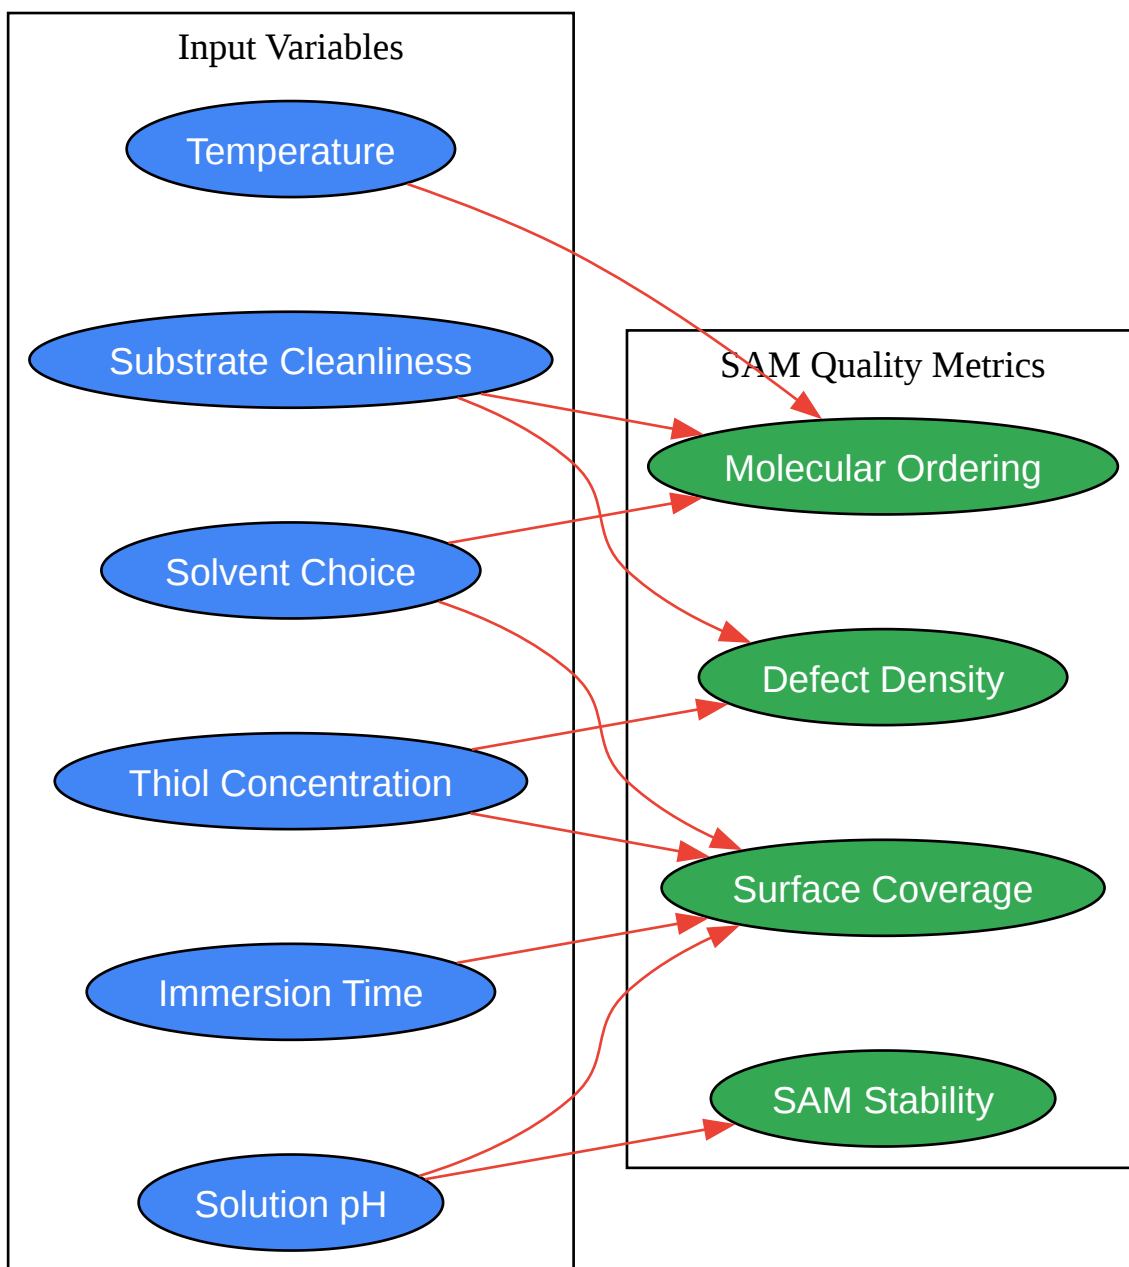 Input Variables
Temperature
Substrate Cleanliness
Solvent Choice
Thiol Concentration
Immersion Time
Solution pH
SAM Quality Metrics
Molecular Ordering
Defect Density
Surface Coverage
SAM Stability